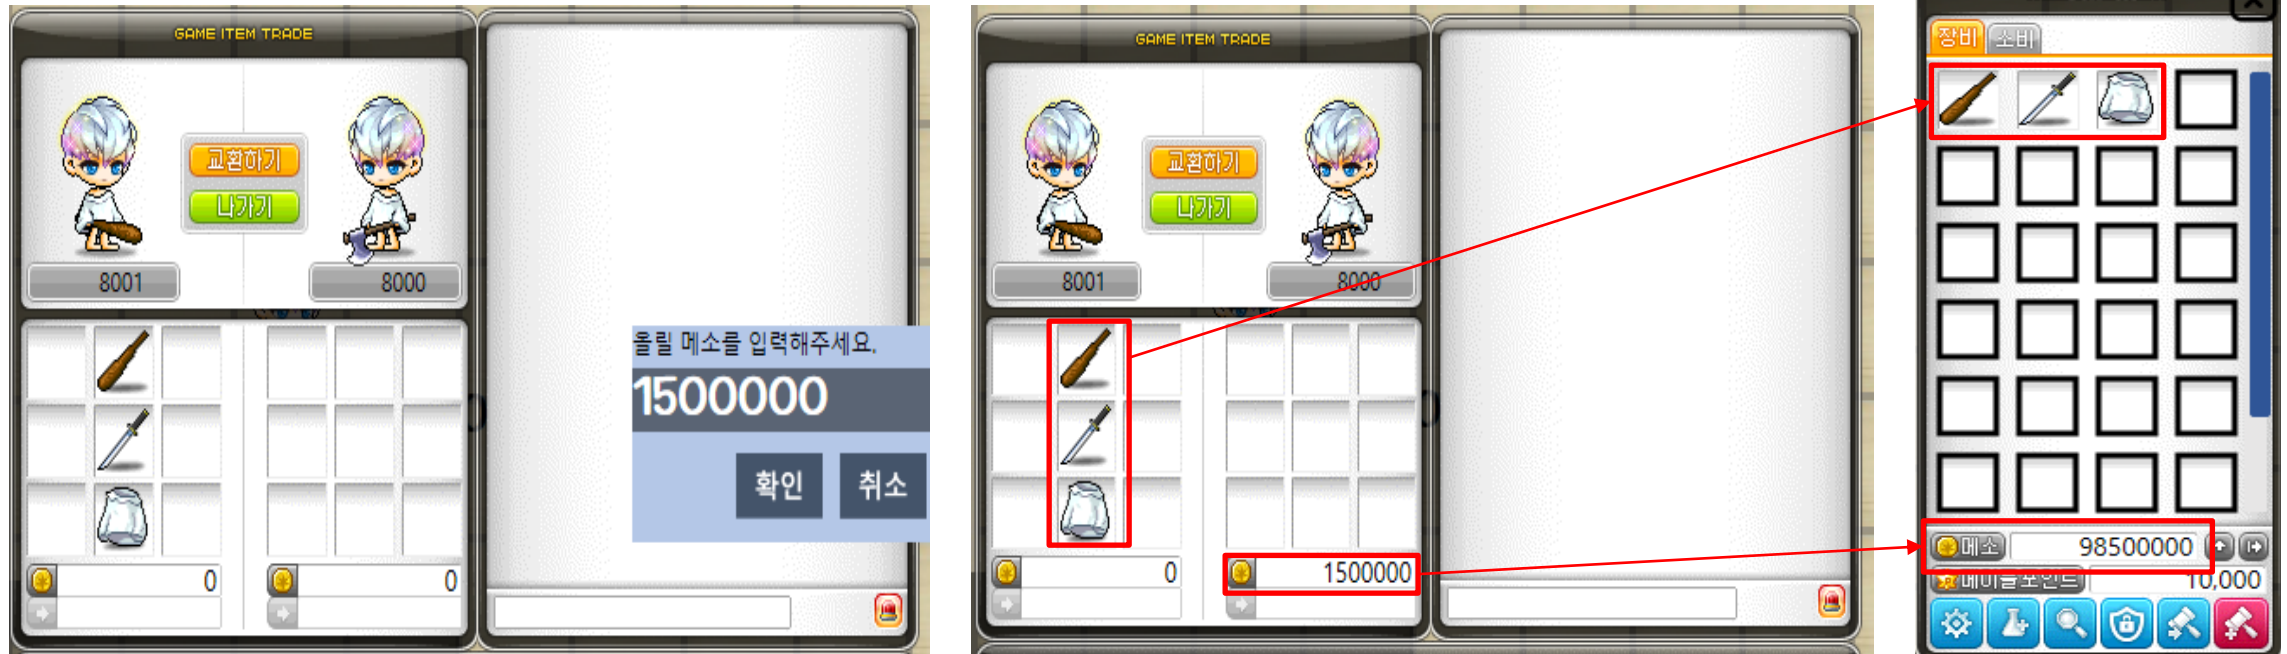 GAME ITEM TRADE
교환하기
나가기
8001
8000
올릴 메소를 입력해주세요.
1500000
확인 취소
0
0
GAME ITEM TRADE
교환하기
나가기
8001
8000
0
1500000
장비 소비
메소 98500000
메이플포인트 10,000